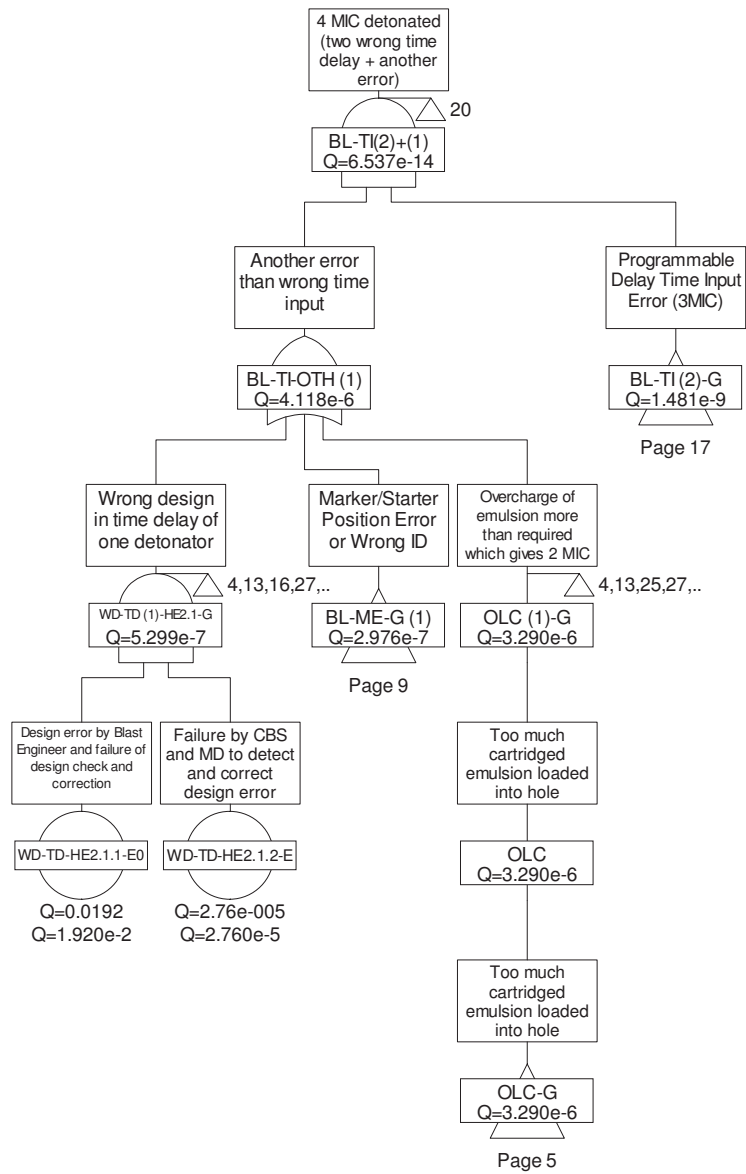 4 MIC detonated
(two wrong time
delay + another
error)
20
BL-TI(2)+(1)
Q=6.537e-14
Another error
than wrong time
input
BL-TI-OTH (1)
Q=4.118e-6
Programmable
Delay Time Input
Error (3MIC)
BL-TI (2)-G
Q=1.481e-9
Page 17
Wrong design
in time delay of
one detonator
4,13,16,27,..
WD-TD (1)-HE2.1-G
Q=5.299e-7
Marker/Starter
Position Error
or Wrong ID
BL-ME-G (1)
Q=2.976e-7
Page 9
Overcharge of
emulsion more
than required
which gives 2 MIC
4,13,25,27,..
OLC (1)-G
Q=3.290e-6
Design error by Blast
Engineer and failure of
design check and
correction
WD-TD-HE2.1.1-E0
Q=0.0192
Q=1.920e-2
Failure by CBS
and MD to detect
and correct
design error
WD-TD-HE2.1.2-E
Q=2.76e-005
Q=2.760e-5
Too much
cartridged
emulsion loaded
into hole
OLC
Q=3.290e-6
Too much
cartridged
emulsion loaded
into hole
OLC-G
Q=3.290e-6
Page 5